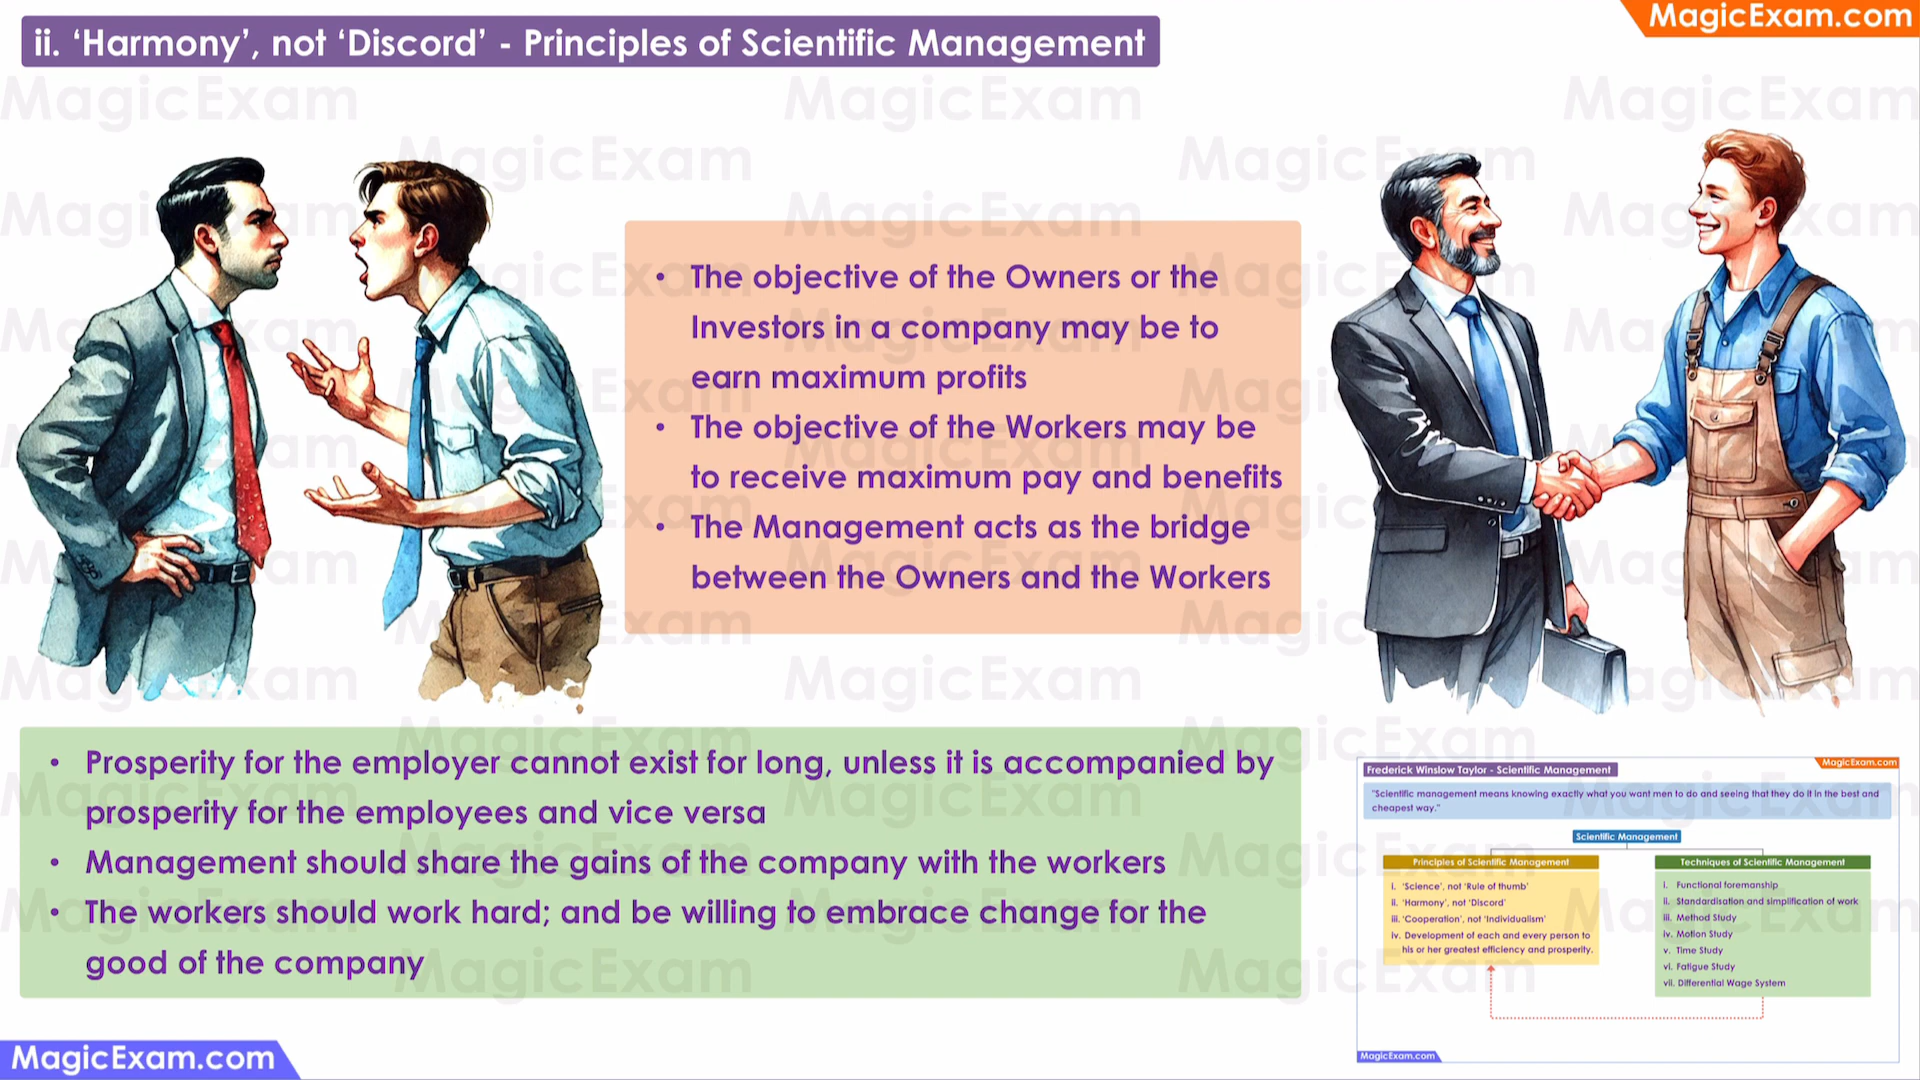 ii. ‘Harmony’, not ‘Discord’ - Principles of Scientific Management
MagicExam.com
• The objective of the Owners or the
Investors in a company may be to
earn maximum profits
• The objective of the Workers may be
to receive maximum pay and benefits
• The Management acts as the bridge
between the Owners and the Workers
• Prosperity for the employer cannot exist for long, unless it is accompanied by
prosperity for the employees and vice versa
• Management should share the gains of the company with the workers
• The workers should work hard; and be willing to embrace change for the
good of the company
Frederick Winslow Taylor - Scientific Management
MagicExam.com
"Scientific management means knowing exactly what you want men to do and seeing that they do it in the best and
cheapest way."
Scientific Management
Principles of Scientific Management
i. ‘Science’, not ‘Rule of thumb’
ii. ‘Harmony’, not ‘Discord’
iii. ‘Cooperation’, not ‘Individualism’
iv. Development of each and every person to
his or her greatest efficiency and prosperity.
Techniques of Scientific Management
i. Functional foremanship
ii. Standardisation and simplification of work
iii. Method Study
iv. Motion Study
v. Time Study
vi. Fatigue Study
vii. Differential Wage System
MagicExam.com
MagicExam.com